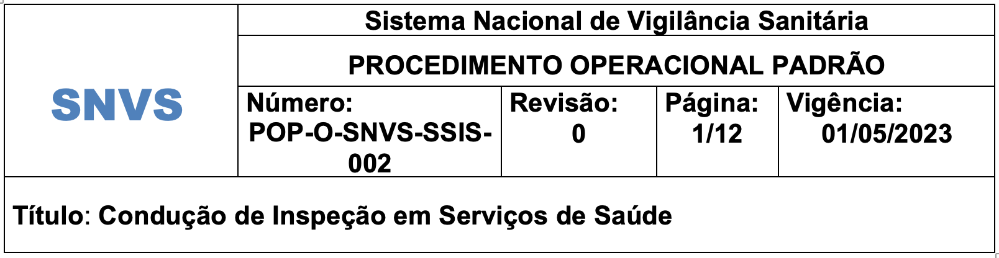 Sistema Nacional de Vigilância Sanitária
PROCEDIMENTO OPERACIONAL PADRÃO
SNVS
Número:
POP-O-SNVS-SSIS-
002
Revisão:
0
Página:
1/12
Vigência:
01/05/2023
Título: Condução de Inspeção em Serviços de Saúde